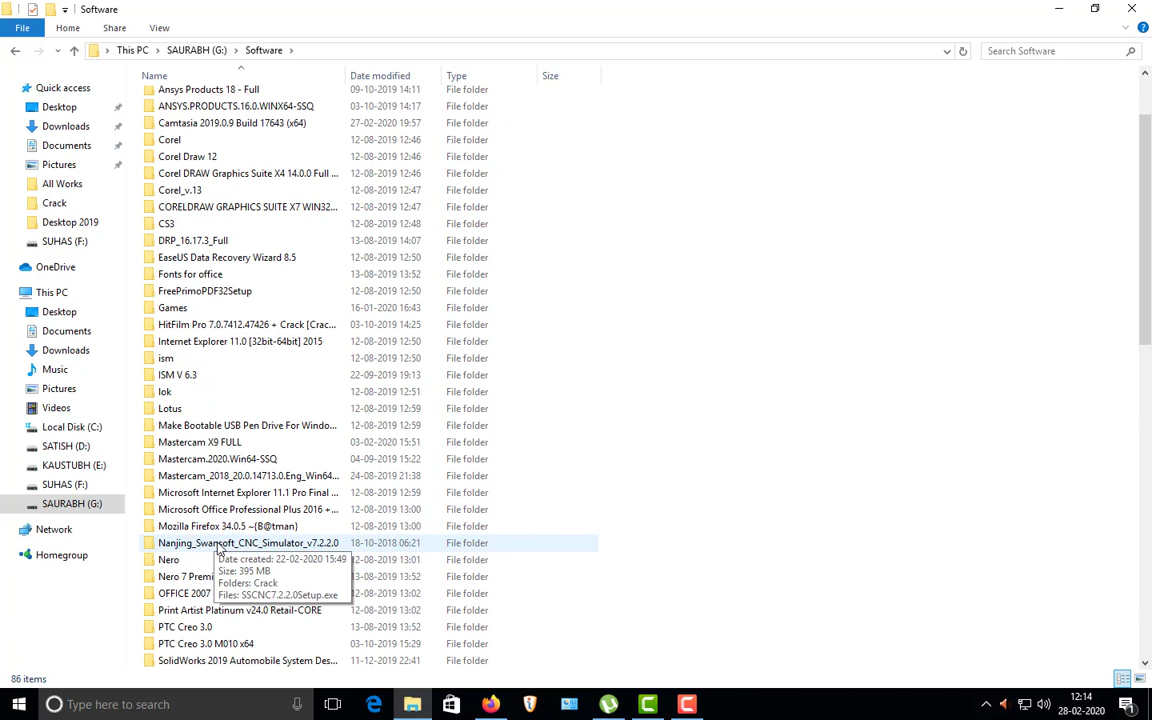 Software
File Home Share View
This PC SAURABH (G:) Software
Search Software
Name Date modified Type Size
Quick access
Desktop
Downloads
Documents
Pictures
All Works
Crack
Desktop 2019
SUHAS (F:)
OneDrive
This PC
Desktop
Documents
Downloads
Music
Pictures
Videos
Local Disk (C:)
SATISH (D:)
KAUSTUBH (E:)
SUHAS (F:)
SAURABH (G:)
Network
Homegroup
Ansys Products 18 - Full 09-10-2019 14:11 File folder
ANSYS.PRODUCTS.16.0.WINX64-SSQ 03-10-2019 14:17 File folder
Camtasia 2019.0.9 Build 17643 (x64) 27-02-2020 19:57 File folder
Corel 12-08-2019 12:46 File folder
Corel Draw 12 12-08-2019 12:46 File folder
Corel DRAW Graphics Suite X4 14.0.0 Full ... 12-08-2019 12:46 File folder
Corel_v.13 12-08-2019 12:47 File folder
CORELDRAW GRAPHICS SUITE X7 WIN32... 12-08-2019 12:47 File folder
CS3 12-08-2019 12:48 File folder
DRP_16.17.3_Full 13-08-2019 14:07 File folder
EaseUS Data Recovery Wizard 8.5 12-08-2019 12:50 File folder
Fonts for office 13-08-2019 13:52 File folder
FreePrimoPDF32Setup 12-08-2019 12:50 File folder
Games 16-01-2020 16:43 File folder
HitFilm Pro 7.0.7412.47426 + Crack [Crac... 03-10-2019 14:25 File folder
Internet Explorer 11.0 [32bit-64bit] 2015 12-08-2019 12:50 File folder
ism 12-08-2019 12:50 File folder
ISM V 6.3 22-09-2019 19:13 File folder
lok 12-08-2019 12:59 File folder
Lotus 12-08-2019 12:59 File folder
Make Bootable USB Pen Drive For Windo... 12-08-2019 12:59 File folder
Mastercam X9 FULL 03-02-2020 15:51 File folder
Mastercam.2020.Win64-SSQ 04-09-2019 15:22 File folder
Mastercam_2018_20.0.14713.0.Eng_Win64... 24-08-2019 21:38 File folder
Microsoft Internet Explorer 11.1 Pro Final ... 12-08-2019 12:59 File folder
Microsoft Office Professional Plus 2016 +... 12-08-2019 13:00 File folder
Mozilla Firefox 34.0.5 ~{B@tman} 12-08-2019 13:00 File folder
Nanjing_Swansoft_CNC_Simulator_v7.2.2.0 18-10-2018 06:21 File folder
Nero 12-08-2019 13:01 File folder
Nero 7 Premi 13-08-2019 13:52 File folder
OFFICE 2007 12-08-2019 13:02 File folder
Print Artist Platinum v24.0 Retail-CORE 12-08-2019 13:02 File folder
PTC Creo 3.0 13-08-2019 13:52 File folder
PTC Creo 3.0 M010 x64 03-10-2019 15:29 File folder
SolidWorks 2019 Automobile System Des... 11-12-2019 22:41 File folder
Date created: 22-02-2020 15:49
Size: 395 MB
Folders: Crack
Files: SSCNC7.2.2.0Setup.exe
86 items
Type here to search
12:14
28-02-2020
1